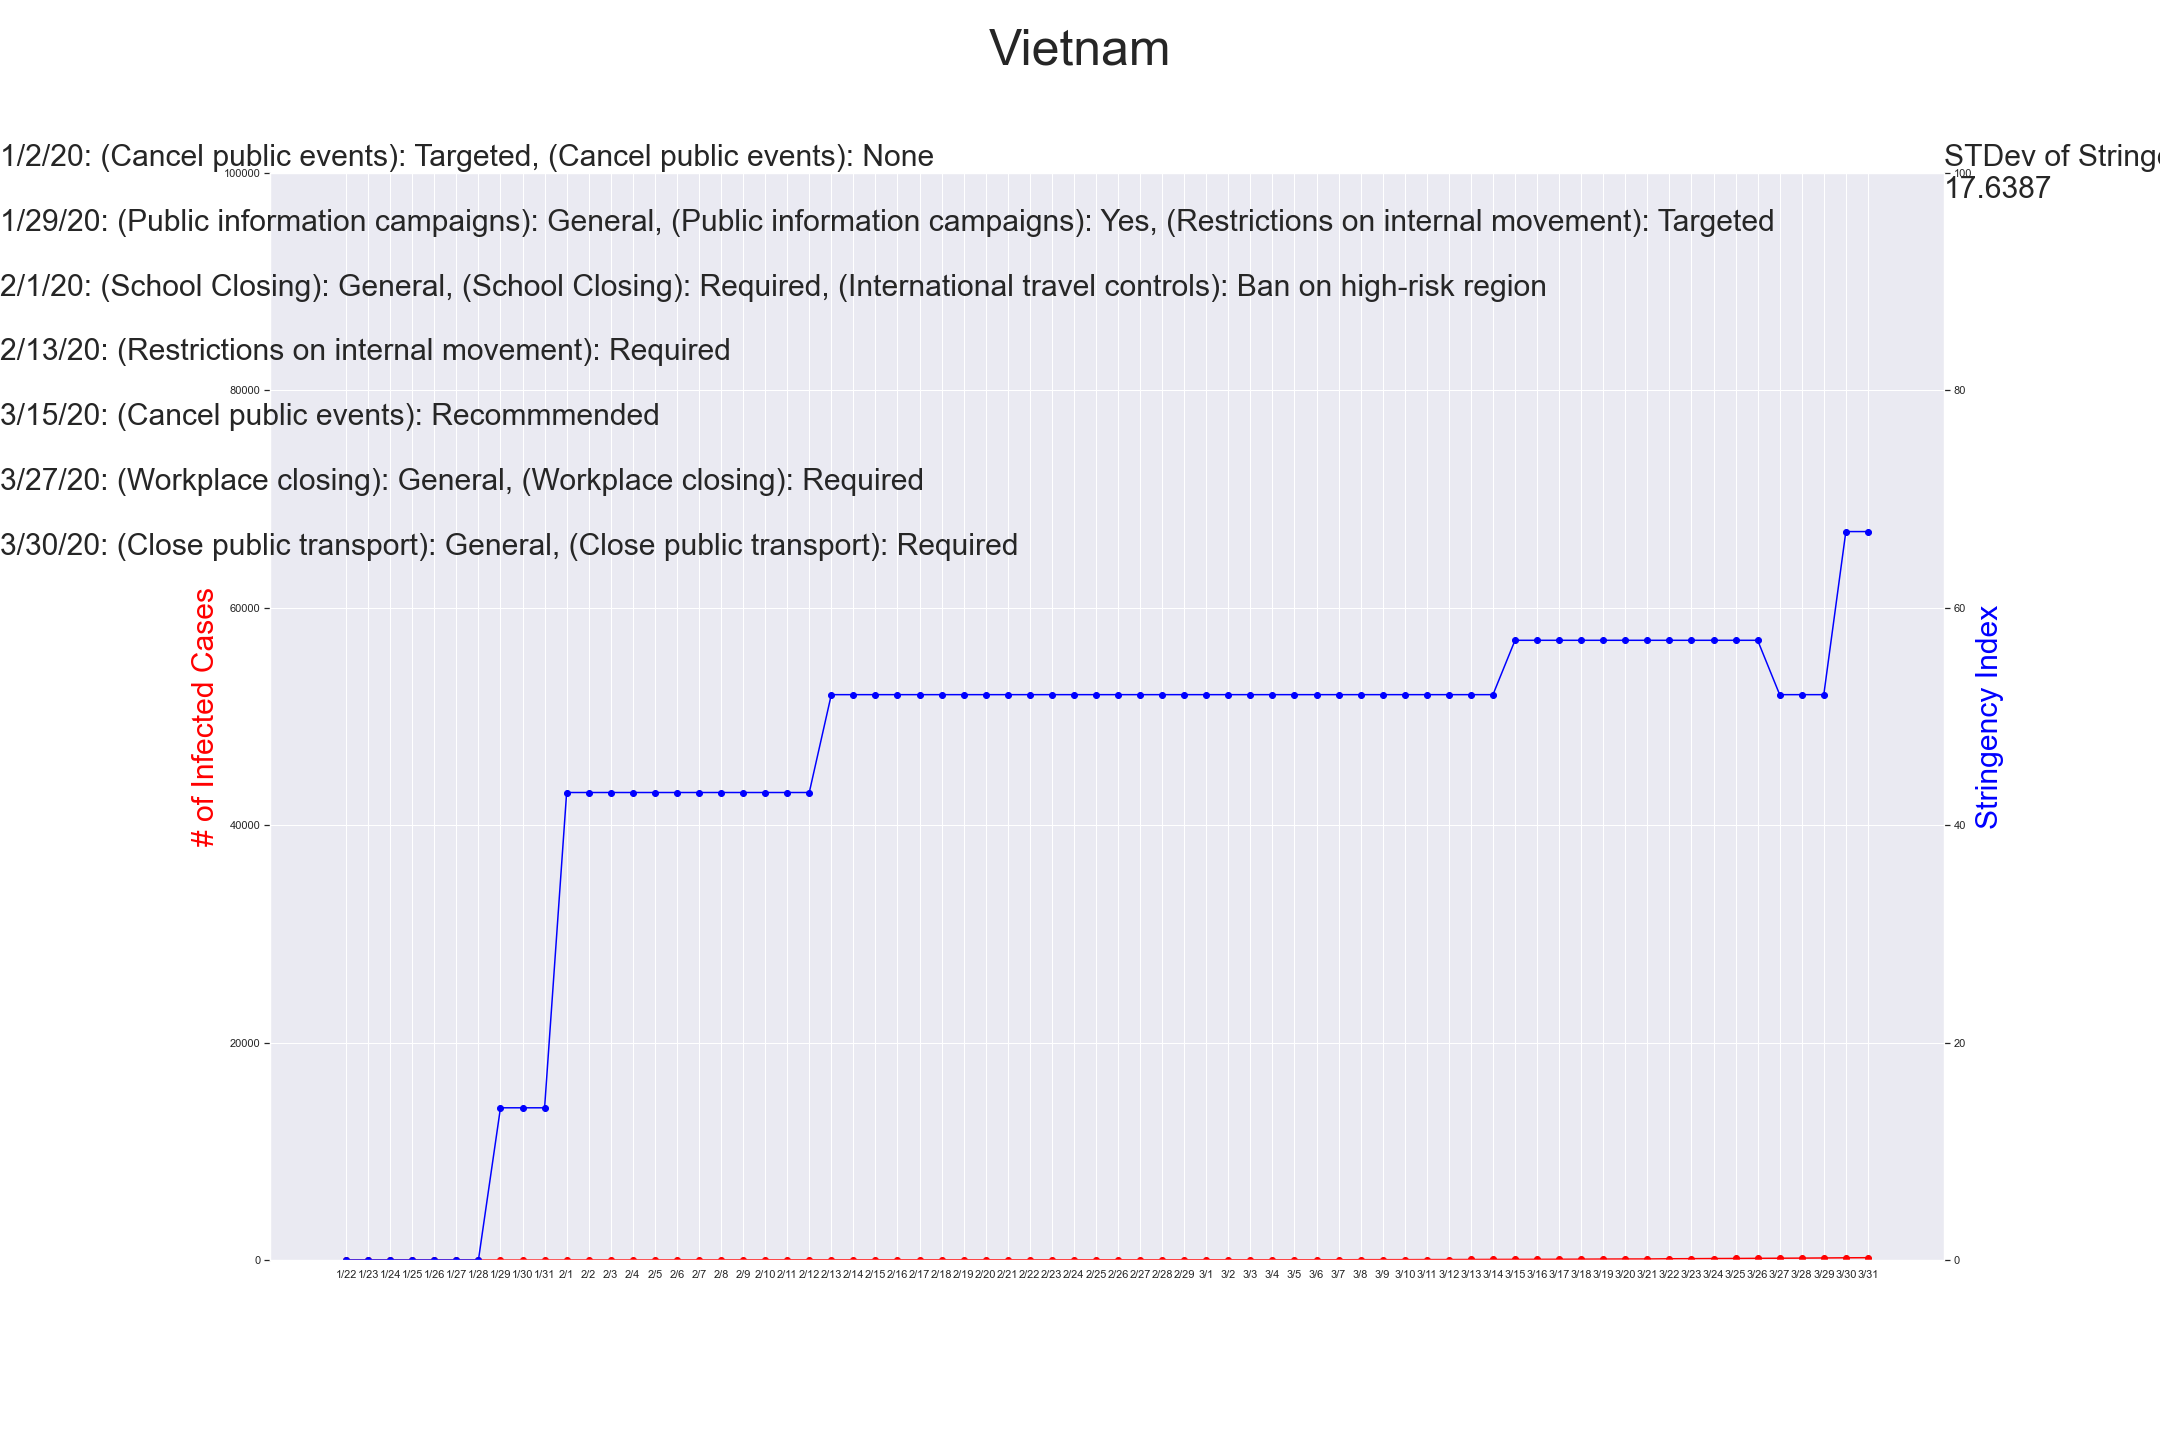 Vietnam
1/2/20: (Cancel public events): Targeted, (Cancel public events): None
STDev of
17.6387
1/29/20: (Public information campaigns): General, (Public information campaigns): Yes, (Restrictions on internal movement): Targeted
2/1/20: (School Closing): General, (School Closing): Required, (International travel controls): Ban on high-risk region
2/13/20: (Restrictions on internal movement): Required
3/15/20: (Cancel public events): Recommmended
3/27/20: (Workplace closing): General, (Workplace closing): Required
3/30/20: (Close public transport): General, (Close public transport): Required
# of Infected Cases
100000
80000
60000
40000
20000
0
Stringency Index
100
80
60
40
20
0
1/22 1/23 1/24 1/25 1/26 1/27 1/28 1/29 1/30 1/31 2/1 2/2 2/3 2/4 2/5 2/6 2/7 2/8 2/9 2/10 2/11 2/12 2/13 2/14 2/15 2/16 2/17 2/18 2/19 2/20 2/21 2/22 2/23 2/24 2/25 2/26 2/27 2/28 2/29 3/1 3/2 3/3 3/4 3/5 3/6 3/7 3/8 3/9 3/10 3/11 3/12 3/13 3/14 3/15 3/16 3/17 3/18 3/19 3/20 3/21 3/22 3/23 3/24 3/25 3/26 3/27 3/28 3/29 3/30 3/31